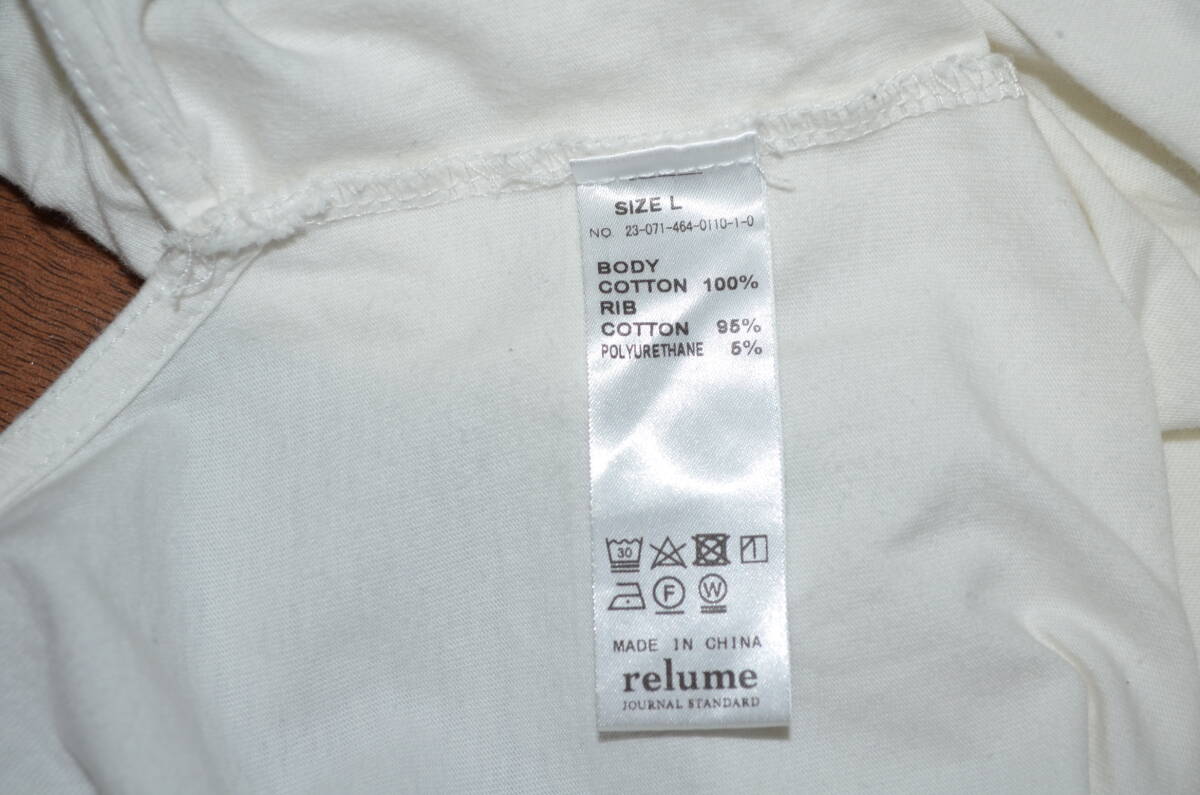 SIZE L
NO. 23-071-464-0110-1-0
BODY
COTTON 100%
RIB
COTTON 95%
POLYURETHANE 5%
30
F W
MADE IN CHINA
relume
JOURNAL STANDARD